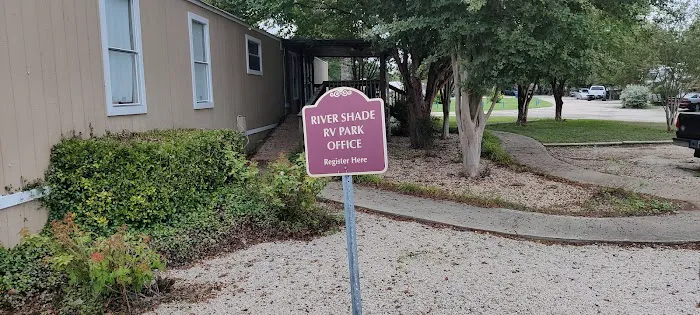 RIVER SHADE
RV PARK
OFFICE
Register Here